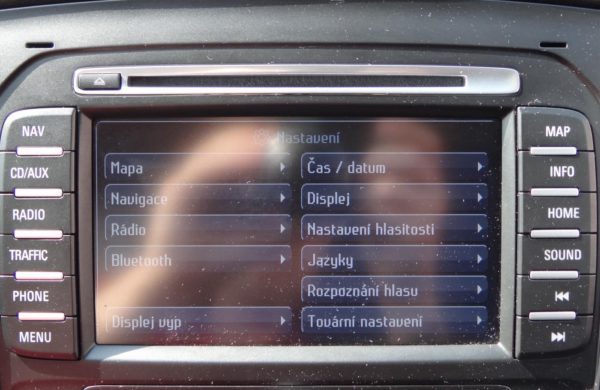 NAV
CD/AUX
RADIO
TRAFFIC
PHONE
MENU
Nastavení
Mapa
Navigace
Rádio
Bluetooth
Displej vyp
Čas / datum
Displej
Nastavení hlasitosti
Jazyky
Rozpoznání hlasu
Tovární nastavení
MAP
INFO
HOME
SOUND